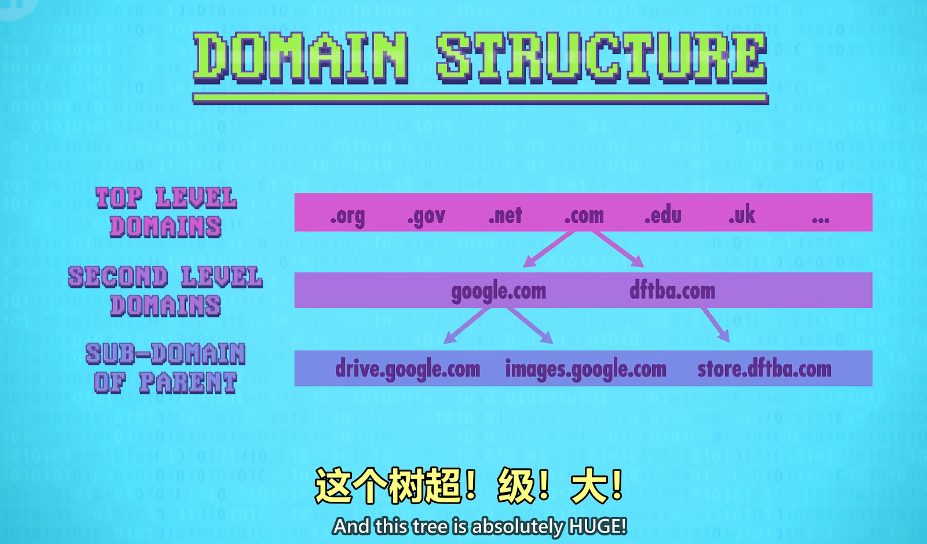 DOMAIN STRUCTURE
TOP LEVEL
DOMAINS
.org .gov .net .com .edu .uk ...
SECOND LEVEL
DOMAINS
google.com dftba.com
SUB-DOMAIN
OF PARENT
drive.google.com images.google.com store.dftba.com
这个树超！级！大！
And this tree is absolutely HUGE!